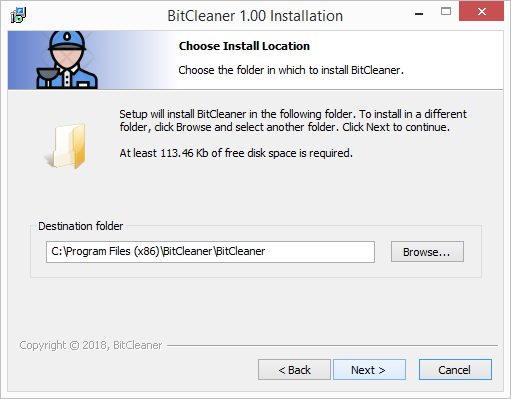 BitCleaner 1.00 Installation
Choose Install Location
Choose the folder in which to install BitCleaner.
Setup will install BitCleaner in the following folder. To install in a different
folder, click Browse and select another folder. Click Next to continue.
At least 113.46 Kb of free disk space is required.
Destination folder
C:\Program Files (x86)\BitCleaner\BitCleaner
Browse...
Copyright © 2018, BitCleaner
< Back
Next >
Cancel